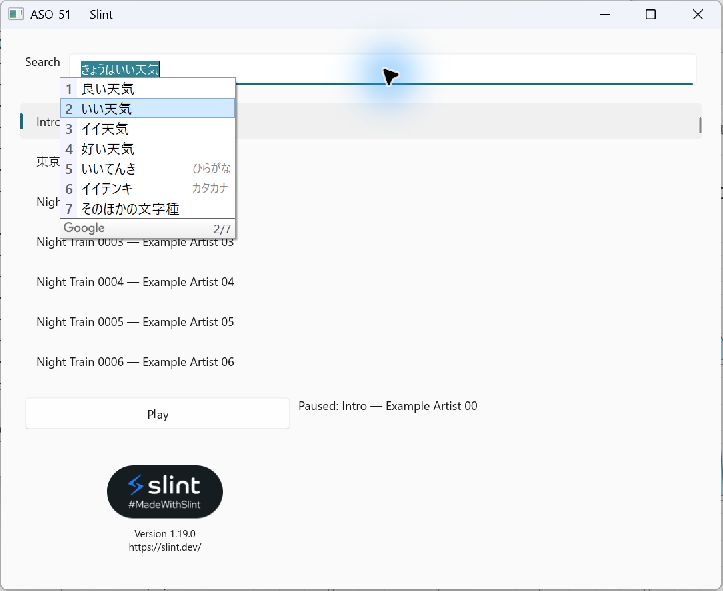 ASO-51 Slint
Search
きょうはいい天気
1 良い天気
2 いい天気
3 イイ天気
4 好い天気
5 いいてんき ひらがな
6 イイテンキ カタカナ
7 そのほかの文字種
Google 2/7
Intro
東京
Nigh
Night Train 0003 — Example Artist 03
Night Train 0004 — Example Artist 04
Night Train 0005 — Example Artist 05
Night Train 0006 — Example Artist 06
Play
Paused: Intro — Example Artist 00
slint
#MadeWithSlint
Version 1.19.0
https://slint.dev/